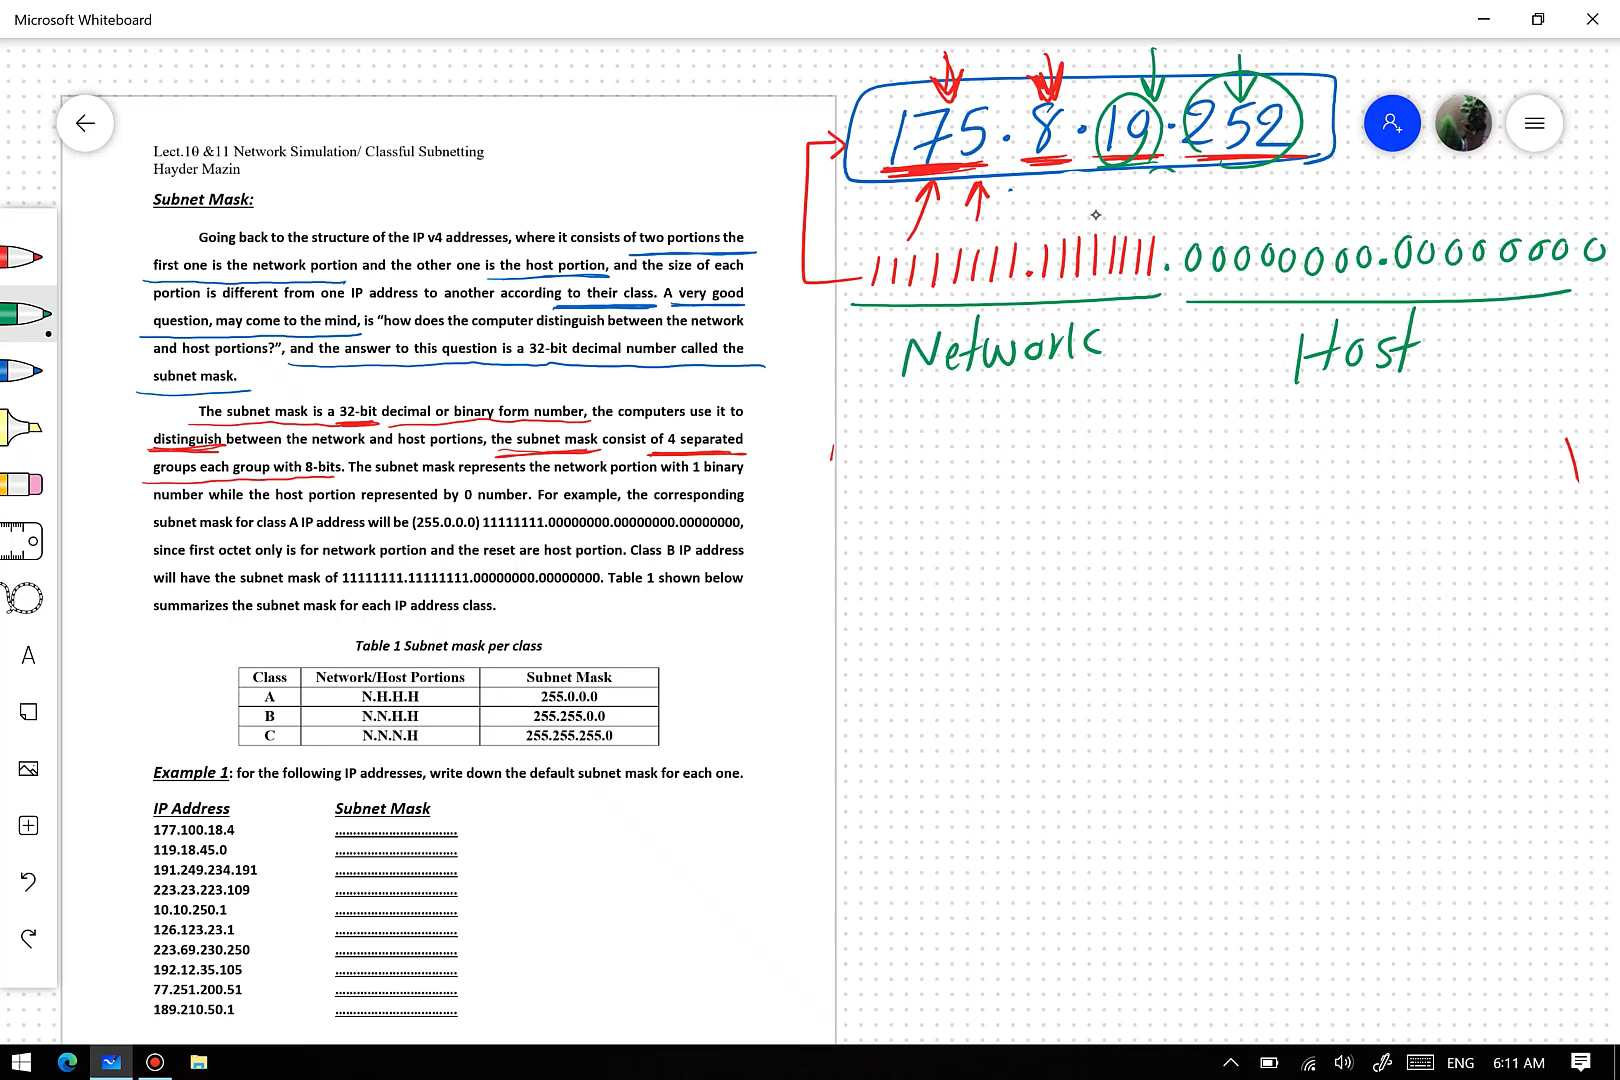 Microsoft Whiteboard
Lect.10 &11 Network Simulation/ Classful Subnetting
Hayder Mazin
Subnet Mask:
Going back to the structure of the IP v4 addresses, where it consists of two portions the
first one is the network portion and the other one is the host portion, and the size of each
portion is different from one IP address to another according to their class. A very good
question, may come to the mind, is “how does the computer distinguish between the network
and host portions?”, and the answer to this question is a 32-bit decimal number called the
subnet mask.
The subnet mask is a 32-bit decimal or binary form number, the computers use it to
distinguish between the network and host portions, the subnet mask consist of 4 separated
groups each group with 8-bits. The subnet mask represents the network portion with 1 binary
number while the host portion represented by 0 number. For example, the corresponding
subnet mask for class A IP address will be (255.0.0.0) 11111111.00000000.00000000.00000000,
since first octet only is for network portion and the reset are host portion. Class B IP address
will have the subnet mask of 11111111.11111111.00000000.00000000. Table 1 shown below
summarizes the subnet mask for each IP address class.
Table 1 Subnet mask per class
Class Network/Host Portions Subnet Mask
A N.H.H.H 255.0.0.0
B N.N.H.H 255.255.0.0
C N.N.N.H 255.255.255.0
Example 1: for the following IP addresses, write down the default subnet mask for each one.
IP Address Subnet Mask
177.100.18.4 ..................................
119.18.45.0 ..................................
191.249.234.191 ..................................
223.23.223.109 ..................................
10.10.250.1 ..................................
126.123.23.1 ..................................
223.69.230.250 ..................................
192.12.35.105 ..................................
77.251.200.51 ..................................
189.210.50.1 ..................................
175.8.19.252
11111111.11111111.00000000.00000000
Network Host
A
ENG 6:11 AM